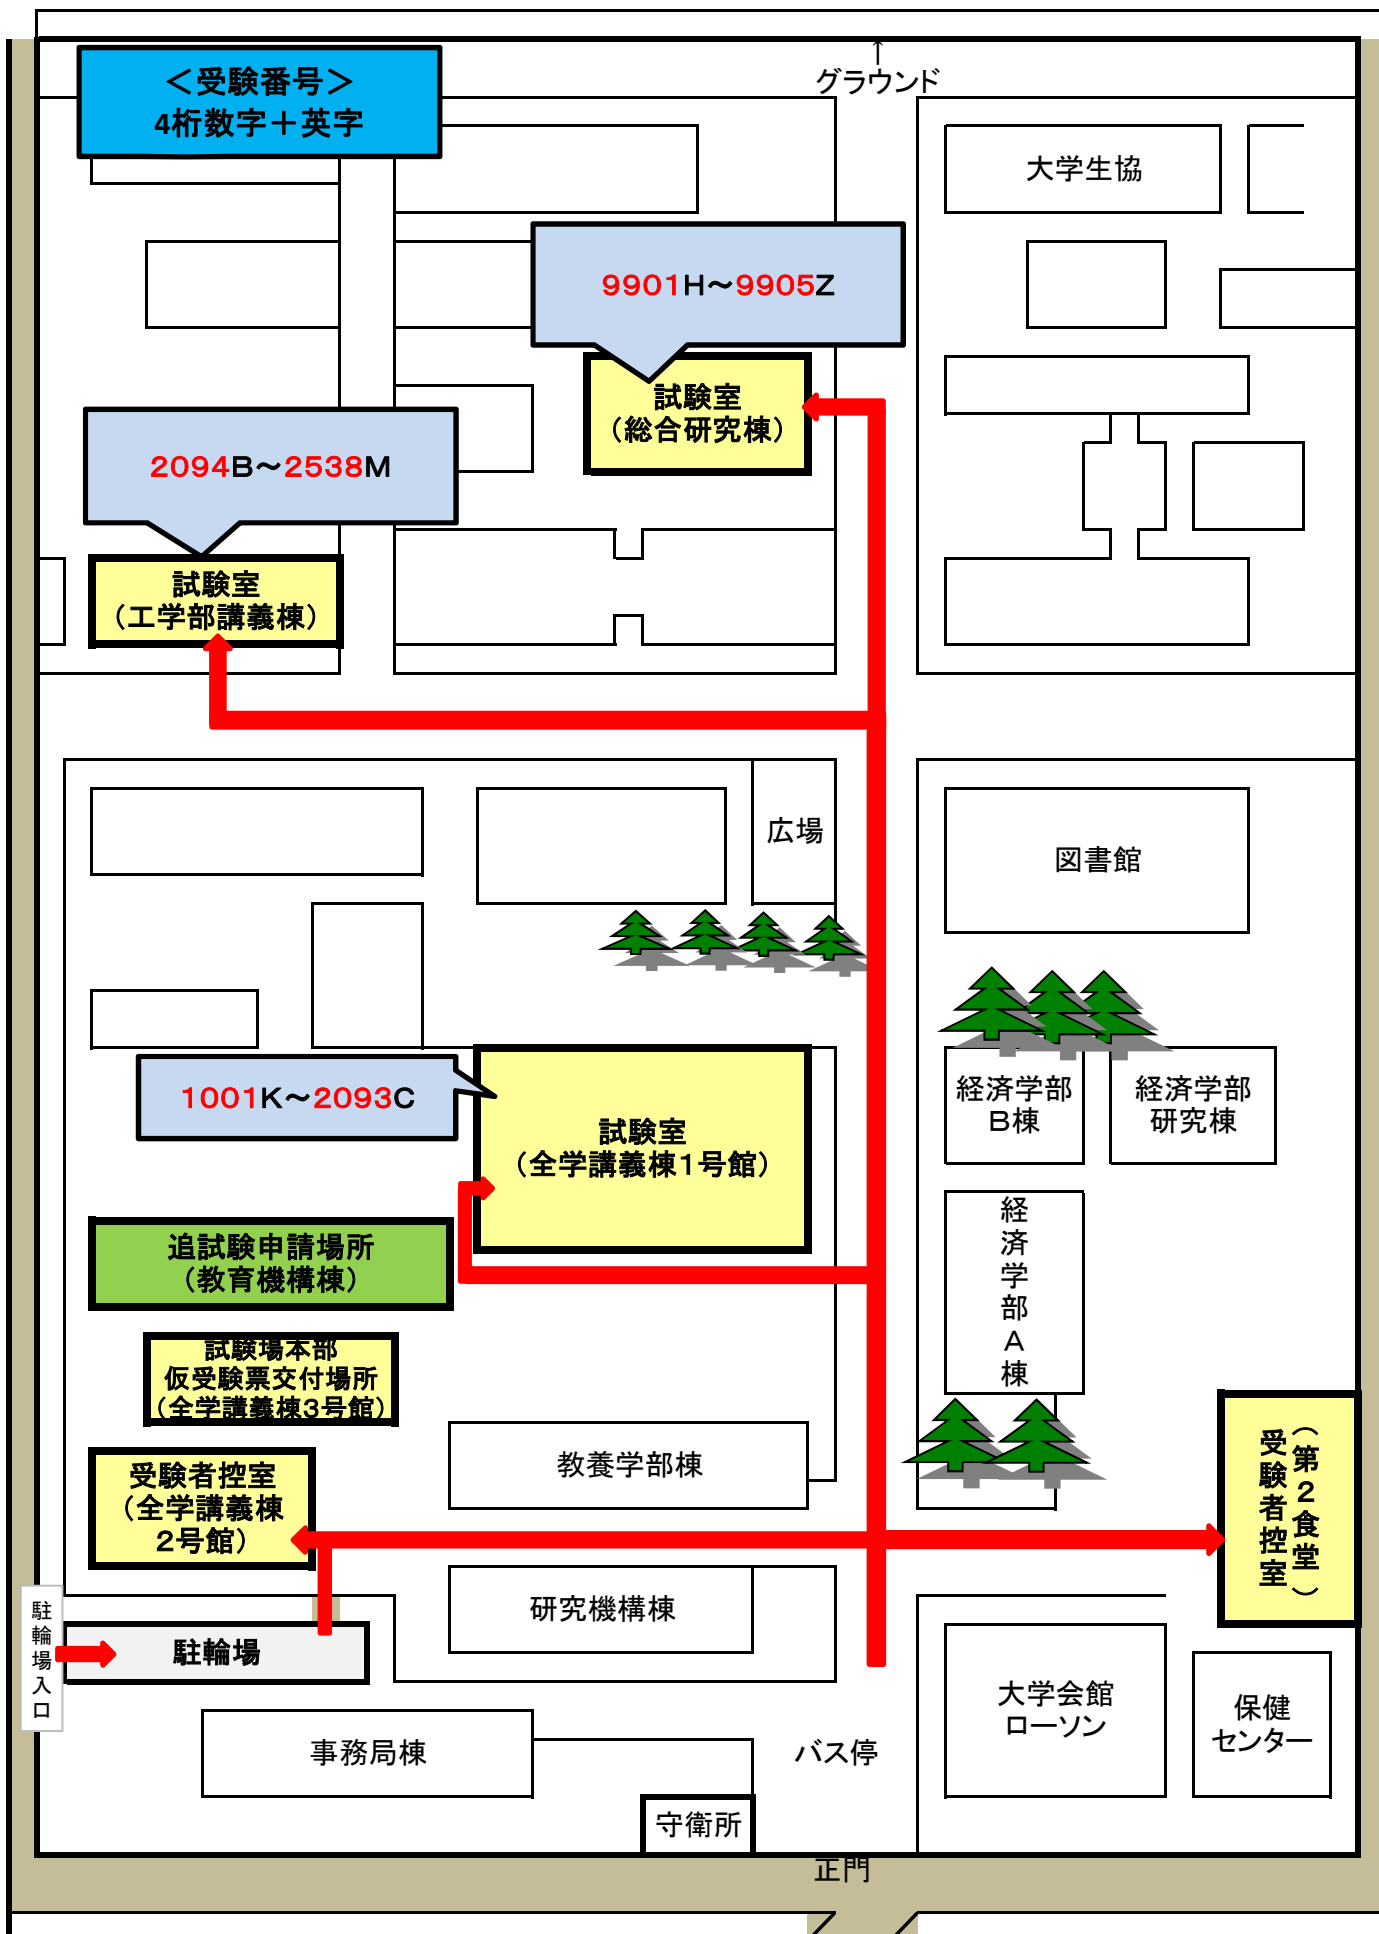 ＜受験番号＞
4桁数字＋英字
↑
グラウンド
大学生協
9901H～9905Z
試験室
（総合研究棟）
2094B～2538M
試験室
（工学部講義棟）
広場
図書館
1001K～2093C
試験室
（全学講義棟1号館）
経済学部
B棟
経済学部
研究棟
追試験申請場所
（教育機構棟）
経済学部A棟
試験場本部
仮受験票交付場所
（全学講義棟3号館）
教養学部棟
受験者控室
（全学講義棟
2号館）
受験者控室
（第2食堂）
研究機構棟
駐輪場入口
駐輪場
大学会館
ローソン
保健
センター
事務局棟
バス停
守衛所
正門